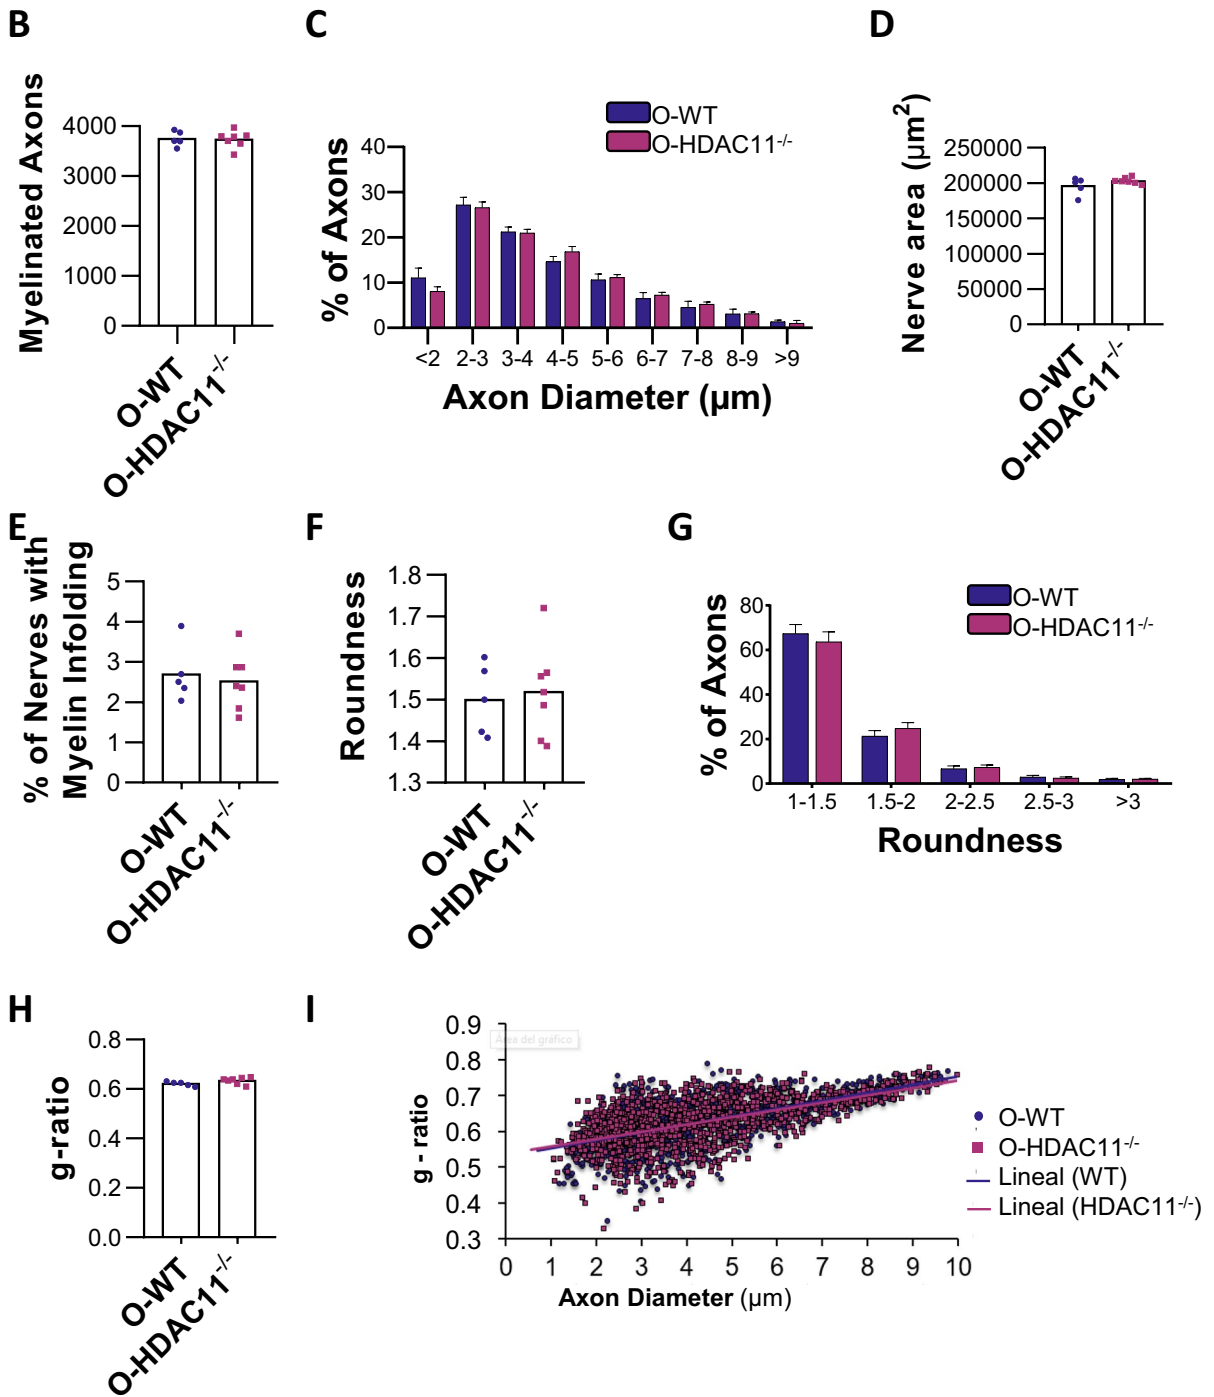 B
Myelinated Axons
4000
3000
2000
1000
0
O-WT
O-HDAC11-/-
C
O-WT
O-HDAC11-/-
% of Axons
40
30
20
10
0
<2 2-3 3-4 4-5 5-6 6-7 7-8 8-9 >9
Axon Diameter (µm)
D
Nerve area (µm2)
250000
200000
150000
100000
50000
0
O-WT
O-HDAC11-/-
E
% of Nerves with
Myelin Infolding
5
4
3
2
1
0
O-WT
O-HDAC11-/-
F
Roundness
1.8
1.7
1.6
1.5
1.4
1.3
O-WT
O-HDAC11-/-
G
O-WT
O-HDAC11-/-
% of Axons
80
60
40
20
0
1-1.5 1.5-2 2-2.5 2.5-3 >3
Roundness
H
g-ratio
0.8
0.6
0.4
0.2
0.0
O-WT
O-HDAC11-/-
I
Área del gráfico
g - ratio
0.9
0.8
0.7
0.6
0.5
0.4
0.3
0 1 2 3 4 5 6 7 8 9 10
Axon Diameter (µm)
O-WT
O-HDAC11-/-
Lineal (WT)
Lineal (HDAC11-/-)